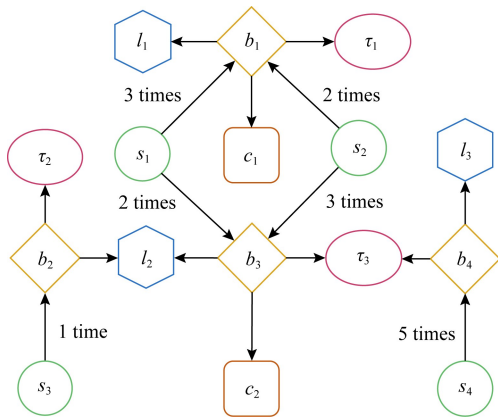 l₁ b₁ τ₁
3 times 2 times
s₁ c₁ s₂ l₃
τ₂ 2 times 3 times
b₂ l₂ b₃ τ₃ b₄
1 time 5 times
s₃ c₂ s₄